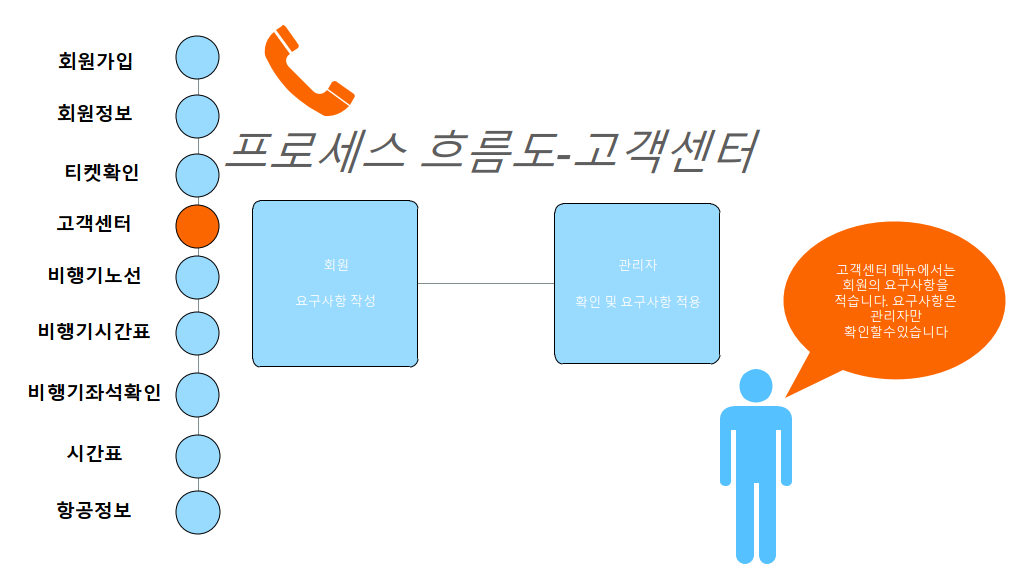 회원가입
회원정보
티켓확인
고객센터
비행기노선
비행기시간표
비행기좌석확인
시간표
항공정보
프로세스 흐름도-고객센터
회원
요구사항 작성
관리자
확인 및 요구사항 적용
고객센터 메뉴에서는
회원의 요구사항을
적습니다. 요구사항은
관리자만
확인할수있습니다